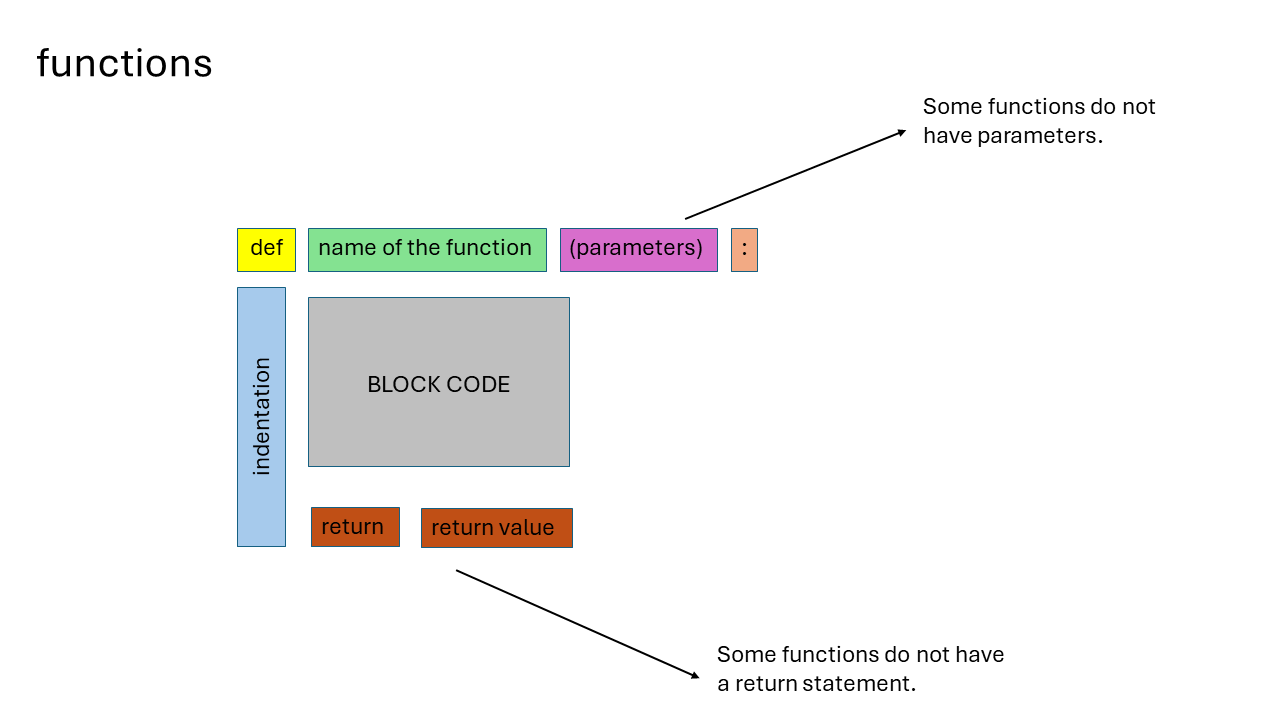 functions
Some functions do not
have parameters.
def name of the function (parameters) :
indentation
BLOCK CODE
return return value
Some functions do not have
a return statement.